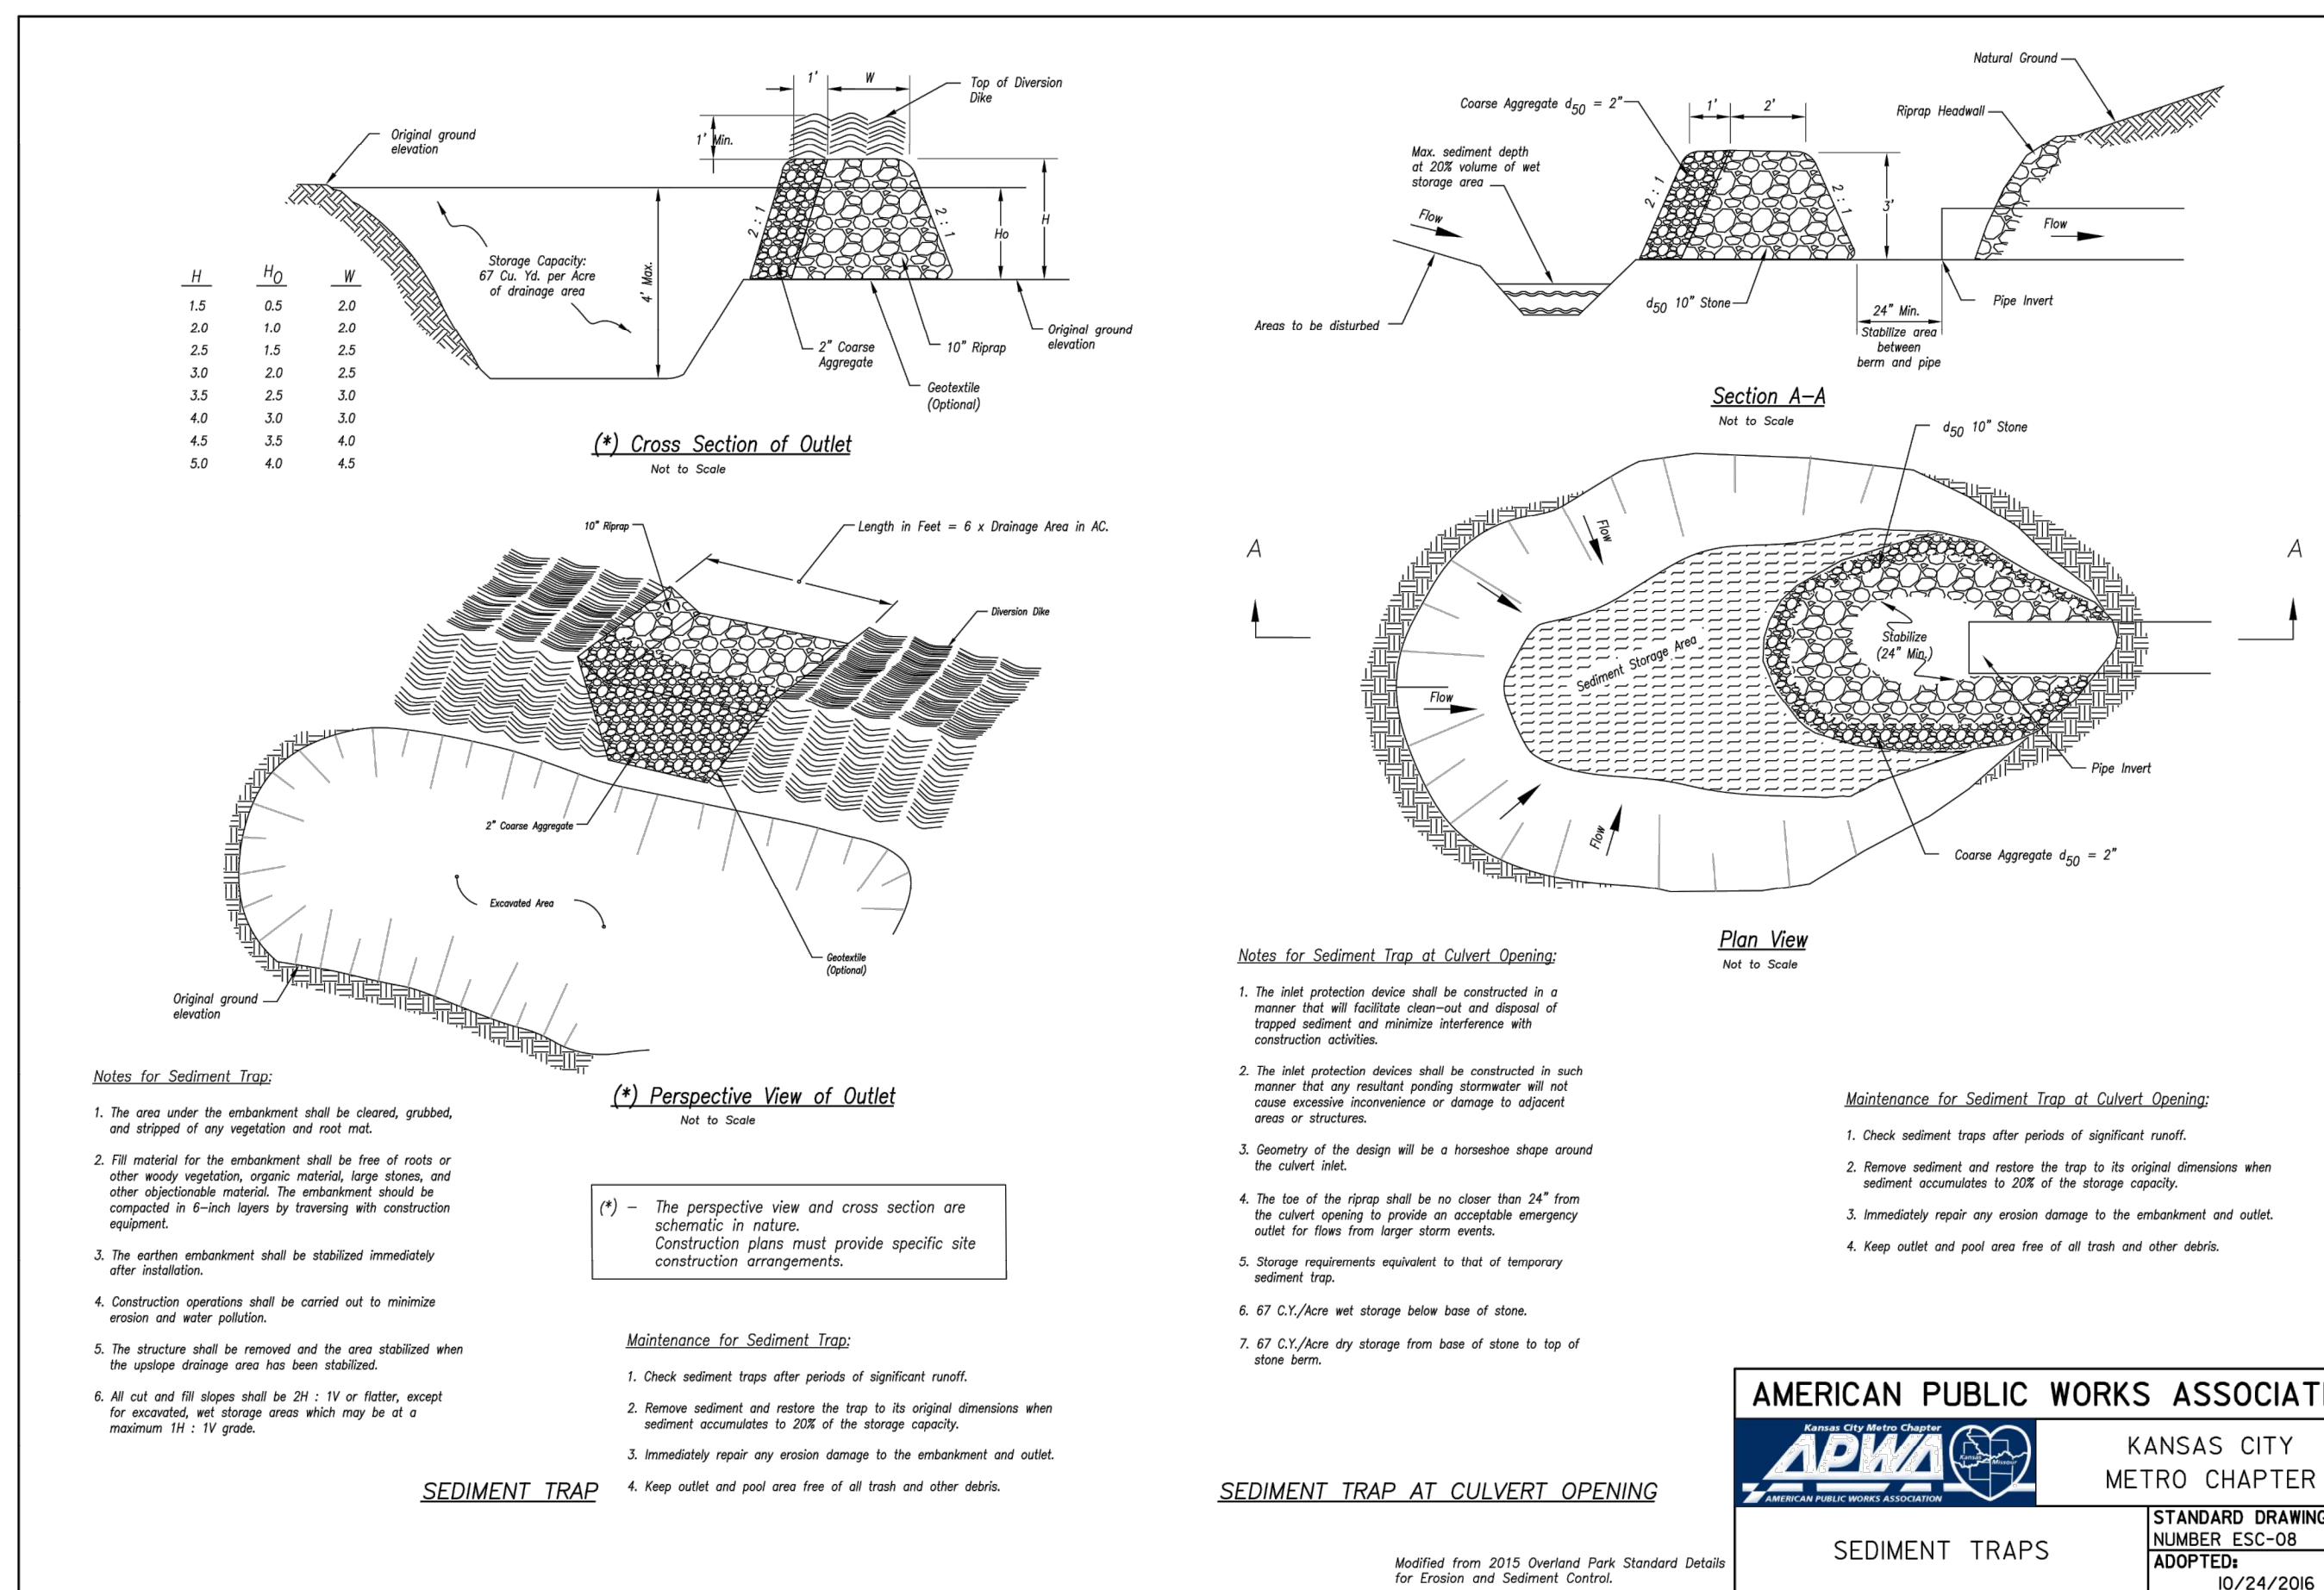 1'
W
Top of Diversion
Dike
1' Min.
Original ground
elevation
2 : 1
2 : 1
Ho
H
4' Max.
Storage Capacity:
67 Cu. Yd. per Acre
of drainage area
H H0 W
1.5 0.5 2.0
2.0 1.0 2.0
2.5 1.5 2.5
3.0 2.0 2.5
3.5 2.5 3.0
4.0 3.0 3.0
4.5 3.5 4.0
5.0 4.0 4.5
2" Coarse
Aggregate
10" Riprap
Original ground
elevation
Geotextile
(Optional)
(*) Cross Section of Outlet
Not to Scale
10" Riprap
Length in Feet = 6 x Drainage Area in AC.
Diversion Dike
2" Coarse Aggregate
Excavated Area
Geotextile
(Optional)
Original ground
elevation
(*) Perspective View of Outlet
Not to Scale
Notes for Sediment Trap:
1. The area under the embankment shall be cleared, grubbed,
and stripped of any vegetation and root mat.
2. Fill material for the embankment shall be free of roots or
other woody vegetation, organic material, large stones, and
other objectionable material. The embankment should be
compacted in 6-inch layers by traversing with construction
equipment.
3. The earthen embankment shall be stabilized immediately
after installation.
4. Construction operations shall be carried out to minimize
erosion and water pollution.
5. The structure shall be removed and the area stabilized when
the upslope drainage area has been stabilized.
6. All cut and fill slopes shall be 2H : 1V or flatter, except
for excavated, wet storage areas which may be at a
maximum 1H : 1V grade.
(*) – The perspective view and cross section are
schematic in nature.
Construction plans must provide specific site
construction arrangements.
Maintenance for Sediment Trap:
1. Check sediment traps after periods of significant runoff.
2. Remove sediment and restore the trap to its original dimensions when
sediment accumulates to 20% of the storage capacity.
3. Immediately repair any erosion damage to the embankment and outlet.
4. Keep outlet and pool area free of all trash and other debris.
SEDIMENT TRAP
Natural Ground
Coarse Aggregate d50 = 2"
1'
2'
Riprap Headwall
Max. sediment depth
at 20% volume of wet
storage area
2 : 1
2 : 1
3'
Flow
Flow
Areas to be disturbed
d50 10" Stone
24" Min.
Stabilize area
between
berm and pipe
Pipe Invert
Section A-A
Not to Scale
d50 10" Stone
A
A
Flow
Flow
Flow
Sediment Storage Area
Stabilize
(24" Min.)
Pipe Invert
Coarse Aggregate d50 = 2"
Plan View
Not to Scale
Notes for Sediment Trap at Culvert Opening:
1. The inlet protection device shall be constructed in a
manner that will facilitate clean-out and disposal of
trapped sediment and minimize interference with
construction activities.
2. The inlet protection devices shall be constructed in such
manner that any resultant ponding stormwater will not
cause excessive inconvenience or damage to adjacent
areas or structures.
3. Geometry of the design will be a horseshoe shape around
the culvert inlet.
4. The toe of the riprap shall be no closer than 24" from
the culvert opening to provide an acceptable emergency
outlet for flows from larger storm events.
5. Storage requirements equivalent to that of temporary
sediment trap.
6. 67 C.Y./Acre wet storage below base of stone.
7. 67 C.Y./Acre dry storage from base of stone to top of
stone berm.
Maintenance for Sediment Trap at Culvert Opening:
1. Check sediment traps after periods of significant runoff.
2. Remove sediment and restore the trap to its original dimensions when
sediment accumulates to 20% of the storage capacity.
3. Immediately repair any erosion damage to the embankment and outlet.
4. Keep outlet and pool area free of all trash and other debris.
SEDIMENT TRAP AT CULVERT OPENING
Modified from 2015 Overland Park Standard Details
for Erosion and Sediment Control.
AMERICAN PUBLIC WORKS ASSOCIATI
Kansas City Metro Chapter
APWA
Kansas Missouri
AMERICAN PUBLIC WORKS ASSOCIATION
KANSAS CITY
METRO CHAPTER
SEDIMENT TRAPS
STANDARD DRAWING
NUMBER ESC-08
ADOPTED:
10/24/2016